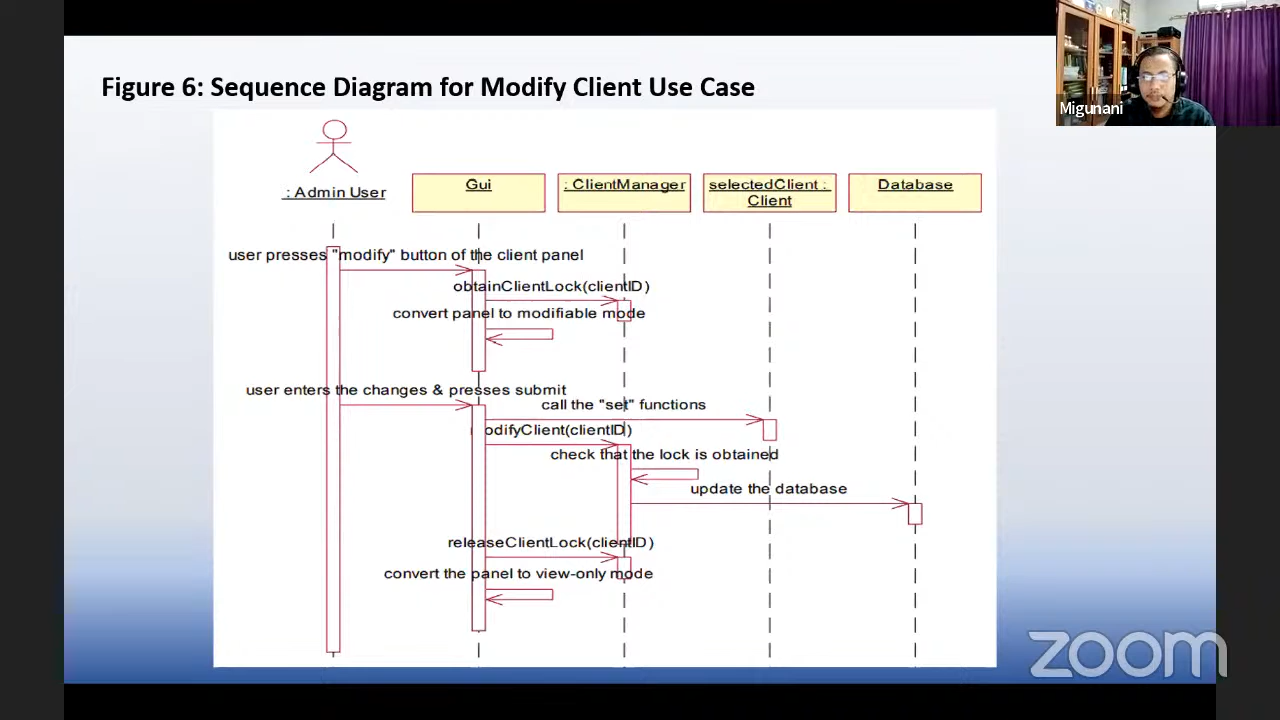 Figure 6: Sequence Diagram for Modify Client Use Case
Migunani
: Admin User
Gui
: ClientManager
selectedClient :
Client
Database
user presses "modify" button of the client panel
obtainClientLock(clientID)
convert panel to modifiable mode
user enters the changes & presses submit
call the "set" functions
odifyClient(clientID)
check that the lock is obtained
update the database
releaseClientLock(clientID)
convert the panel to view-only mode
zoom